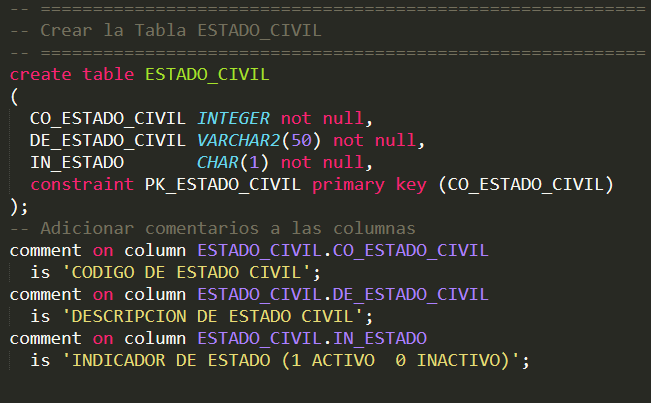 -- ==========================================================
-- Crear la Tabla ESTADO_CIVIL
-- ==========================================================
create table ESTADO_CIVIL
(
  CO_ESTADO_CIVIL INTEGER not null,
  DE_ESTADO_CIVIL VARCHAR2(50) not null,
  IN_ESTADO       CHAR(1) not null,
  constraint PK_ESTADO_CIVIL primary key (CO_ESTADO_CIVIL)
);
-- Adicionar comentarios a las columnas
comment on column ESTADO_CIVIL.CO_ESTADO_CIVIL
  is 'CODIGO DE ESTADO CIVIL';
comment on column ESTADO_CIVIL.DE_ESTADO_CIVIL
  is 'DESCRIPCION DE ESTADO CIVIL';
comment on column ESTADO_CIVIL.IN_ESTADO
  is 'INDICADOR DE ESTADO (1 ACTIVO  0 INACTIVO)';